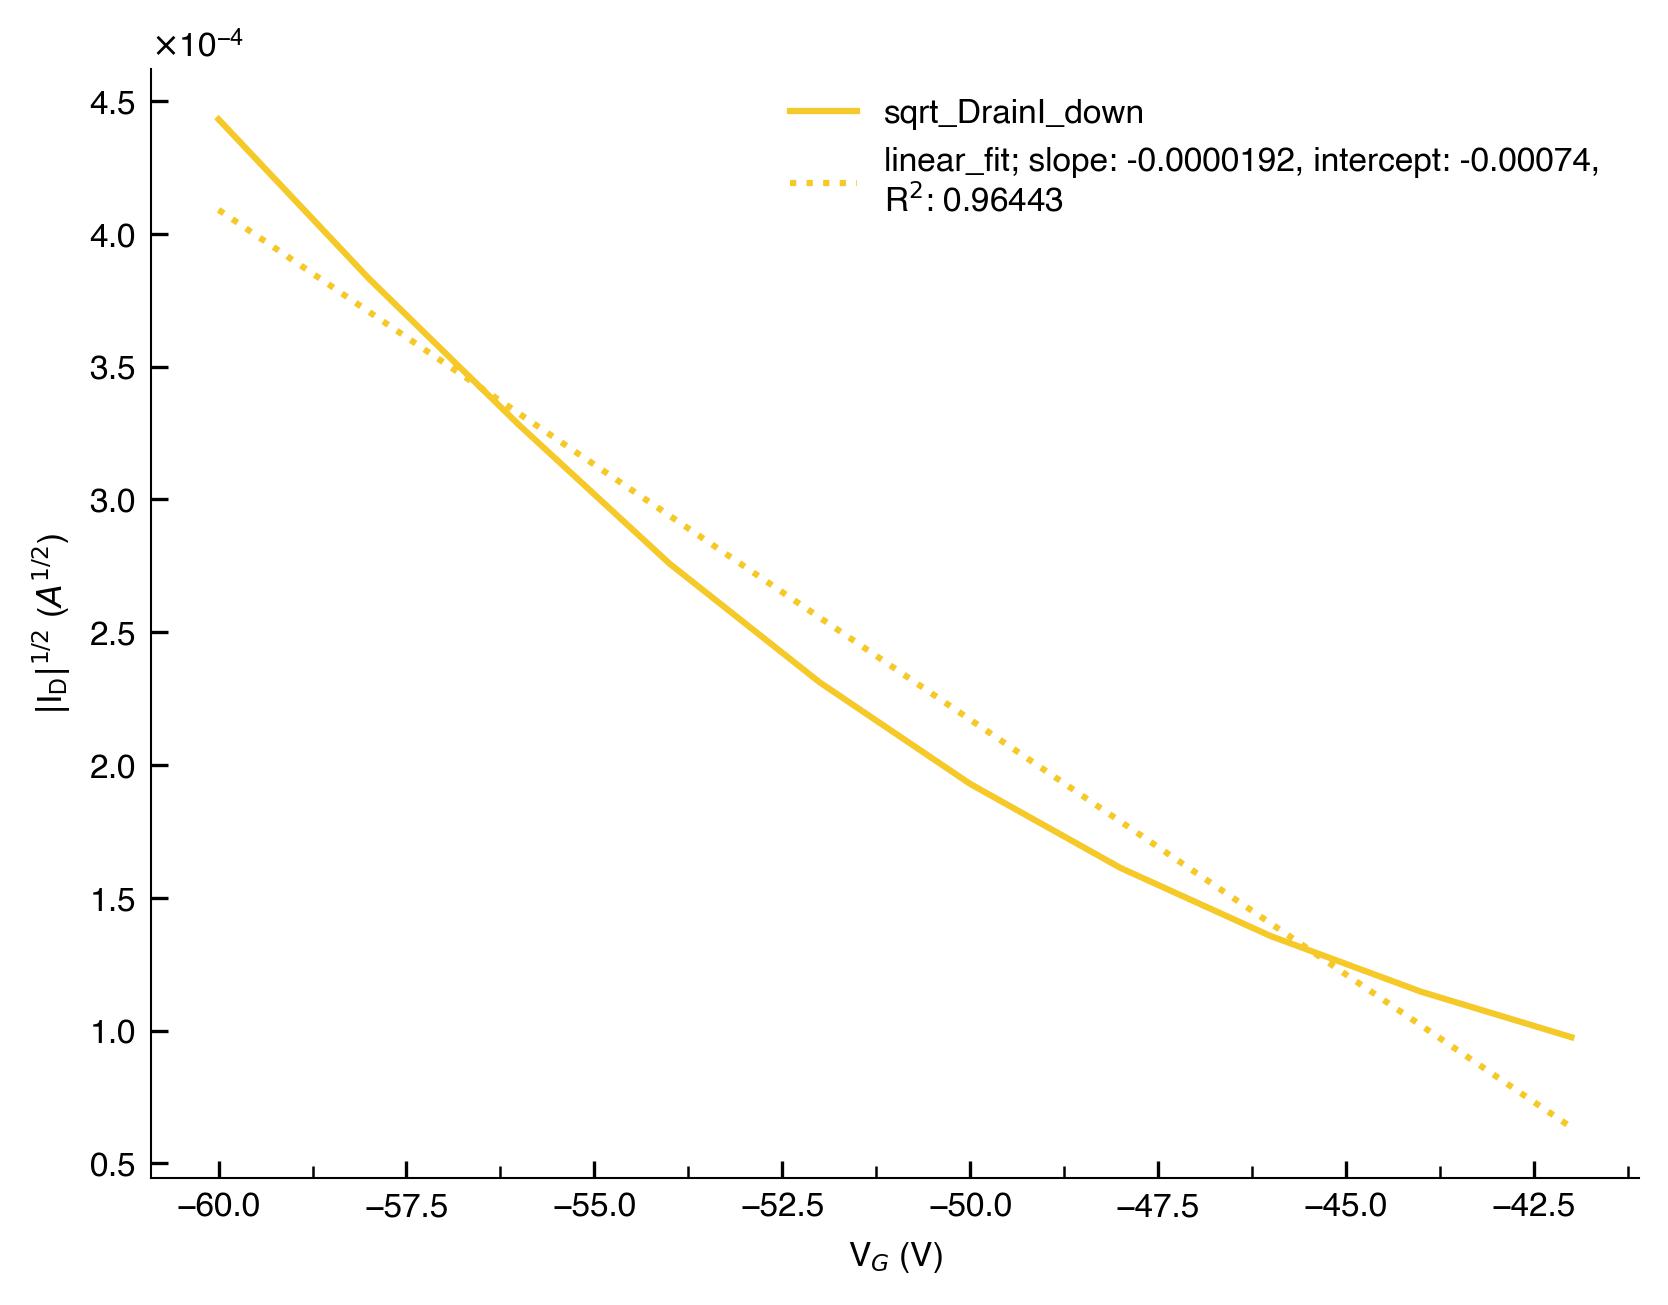 ×10⁻⁴
4.5
4.0
3.5
3.0
2.5
2.0
1.5
1.0
0.5
|I_D|^1/2 (A^1/2)
sqrt_DrainI_down
linear_fit; slope: -0.0000192, intercept: -0.00074,
R²: 0.96443
−60.0 −57.5 −55.0 −52.5 −50.0 −47.5 −45.0 −42.5
V_G (V)